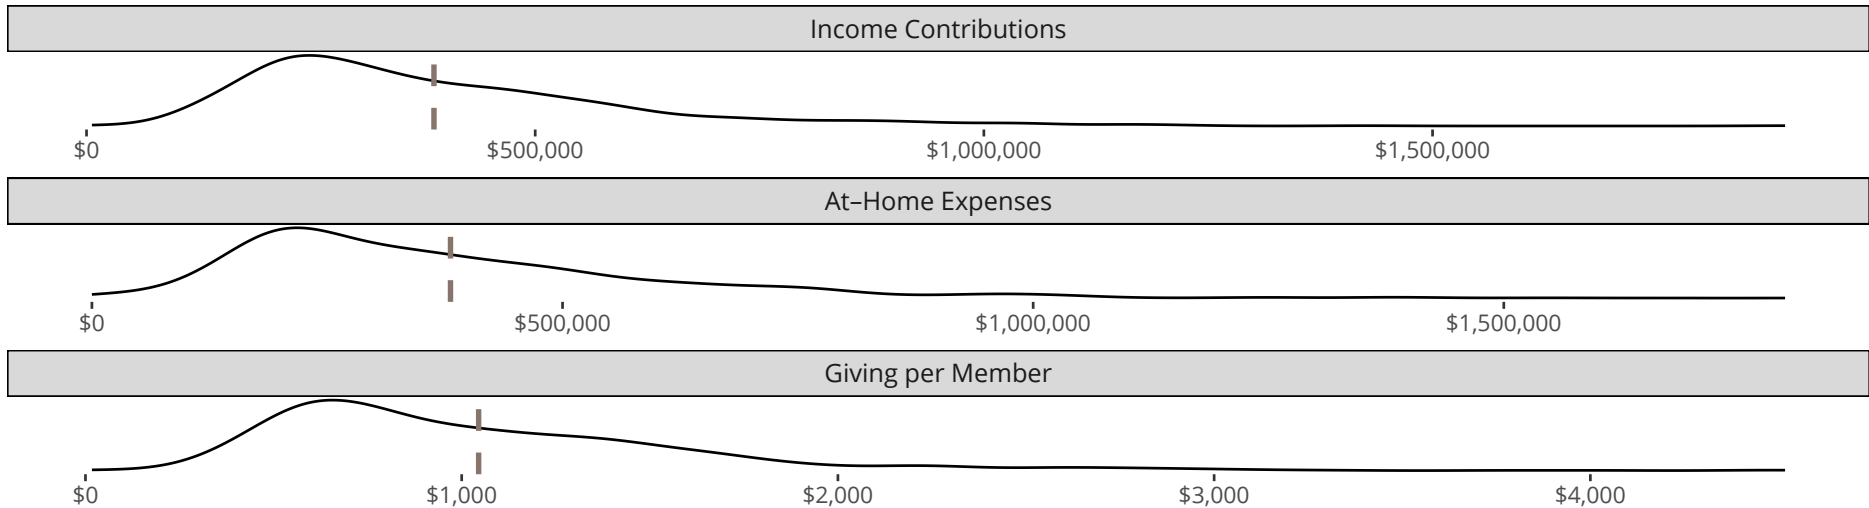 Income Contributions
$0 $500,000 $1,000,000 $1,500,000
At–Home Expenses
$0 $500,000 $1,000,000 $1,500,000
Giving per Member
$0 $1,000 $2,000 $3,000 $4,000